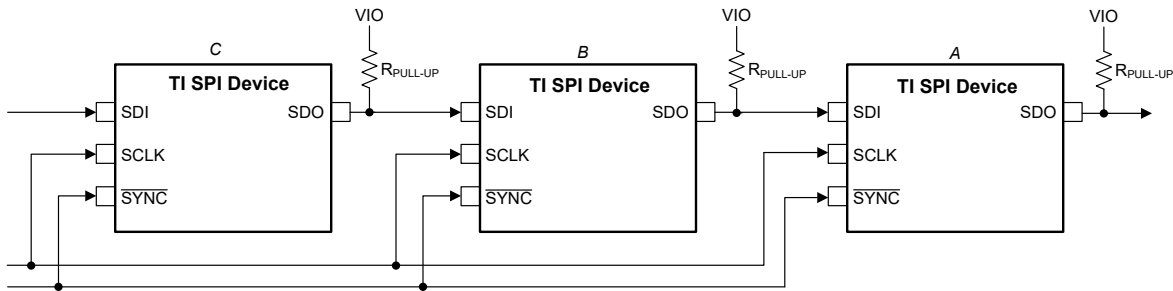 VIO VIO VIO
C B A
TI SPI Device RPULL-UP TI SPI Device RPULL-UP TI SPI Device RPULL-UP
SDI SDO SDI SDO SDI SDO
SCLK SCLK SCLK
SYNC SYNC SYNC